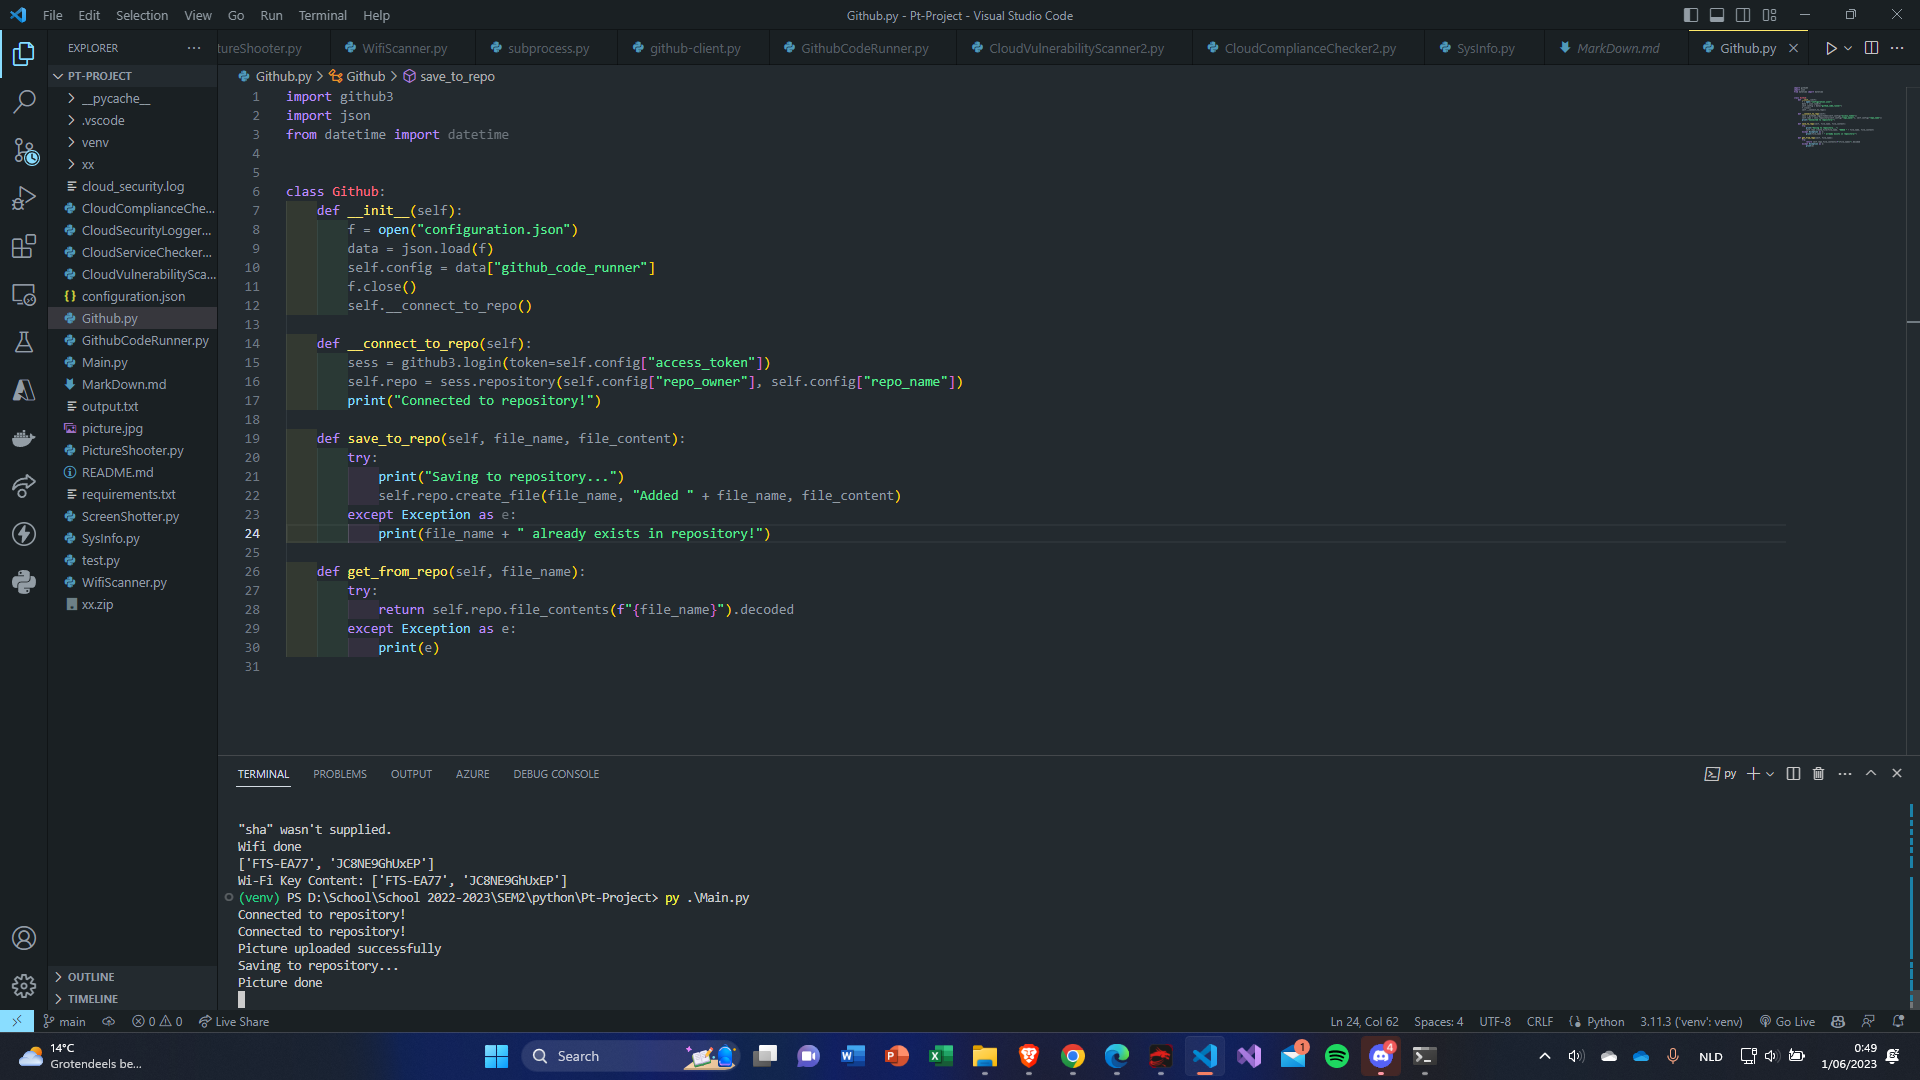 File Edit Selection View Go Run Terminal Help
Github.py - Pt-Project - Visual Studio Code
EXPLORER
PT-PROJECT
__pycache__
.vscode
venv
xx
cloud_security.log
CloudComplianceChe...
CloudSecurityLogger...
CloudServiceChecker...
CloudVulnerabilitySca...
configuration.json
Github.py
GithubCodeRunner.py
Main.py
MarkDown.md
output.txt
picture.jpg
PictureShooter.py
README.md
requirements.txt
ScreenShotter.py
SysInfo.py
test.py
WifiScanner.py
xx.zip
OUTLINE
TIMELINE
tureShooter.py WifiScanner.py subprocess.py github-client.py GithubCodeRunner.py CloudVulnerabilityScanner2.py CloudComplianceChecker2.py SysInfo.py MarkDown.md Github.py
Github.py > Github > save_to_repo
1 import github3
2 import json
3 from datetime import datetime
4
5
6 class Github:
7 def __init__(self):
8 f = open("configuration.json")
9 data = json.load(f)
10 self.config = data["github_code_runner"]
11 f.close()
12 self.__connect_to_repo()
13
14 def __connect_to_repo(self):
15 sess = github3.login(token=self.config["access_token"])
16 self.repo = sess.repository(self.config["repo_owner"], self.config["repo_name"])
17 print("Connected to repository!")
18
19 def save_to_repo(self, file_name, file_content):
20 try:
21 print("Saving to repository...")
22 self.repo.create_file(file_name, "Added " + file_name, file_content)
23 except Exception as e:
24 print(file_name + " already exists in repository!")
25
26 def get_from_repo(self, file_name):
27 try:
28 return self.repo.file_contents(f"{file_name}").decoded
29 except Exception as e:
30 print(e)
31
TERMINAL PROBLEMS OUTPUT AZURE DEBUG CONSOLE
py
"sha" wasn't supplied.
Wifi done
['FTS-EA77', 'JC8NE9GhUxEP']
Wi-Fi Key Content: ['FTS-EA77', 'JC8NE9GhUxEP']
(venv) PS D:\School\School 2022-2023\SEM2\python\Pt-Project> py .\Main.py
Connected to repository!
Connected to repository!
Picture uploaded successfully
Saving to repository...
Picture done
main 0 0 Live Share
Ln 24, Col 62 Spaces: 4 UTF-8 CRLF Python 3.11.3 ('venv': venv) Go Live
14°C
Grotendeels be...
Search
1
4
NLD
0:49
1/06/2023